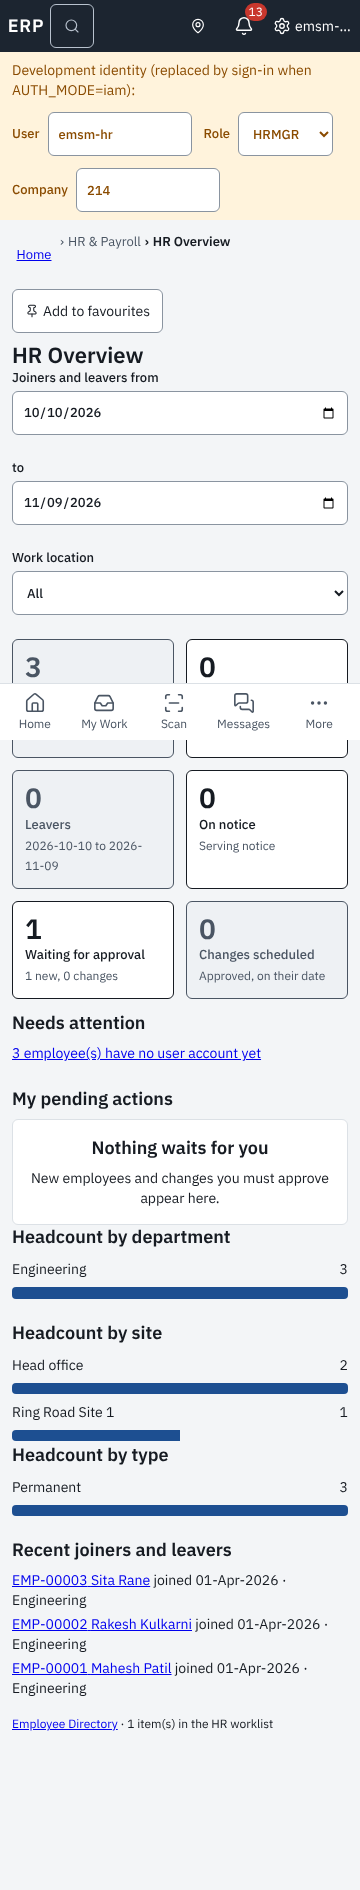 ERP
13
emsm-...
Development identity (replaced by sign-in when
AUTH_MODE=iam):
User emsm-hr Role HRMGR
Company 214
Home › HR & Payroll › HR Overview
Add to favourites
HR Overview
Joiners and leavers from
10/10/2026
to
11/09/2026
Work location
All
3 0
Home My Work Scan Messages More
0 0
Leavers On notice
2026-10-10 to 2026- Serving notice
11-09
1 0
Waiting for approval Changes scheduled
1 new, 0 changes Approved, on their date
Needs attention
3 employee(s) have no user account yet
My pending actions
Nothing waits for you
New employees and changes you must approve
appear here.
Headcount by department
Engineering 3
Headcount by site
Head office 2
Ring Road Site 1 1
Headcount by type
Permanent 3
Recent joiners and leavers
EMP-00003 Sita Rane joined 01-Apr-2026 ·
Engineering
EMP-00002 Rakesh Kulkarni joined 01-Apr-2026 ·
Engineering
EMP-00001 Mahesh Patil joined 01-Apr-2026 ·
Engineering
Employee Directory · 1 item(s) in the HR worklist